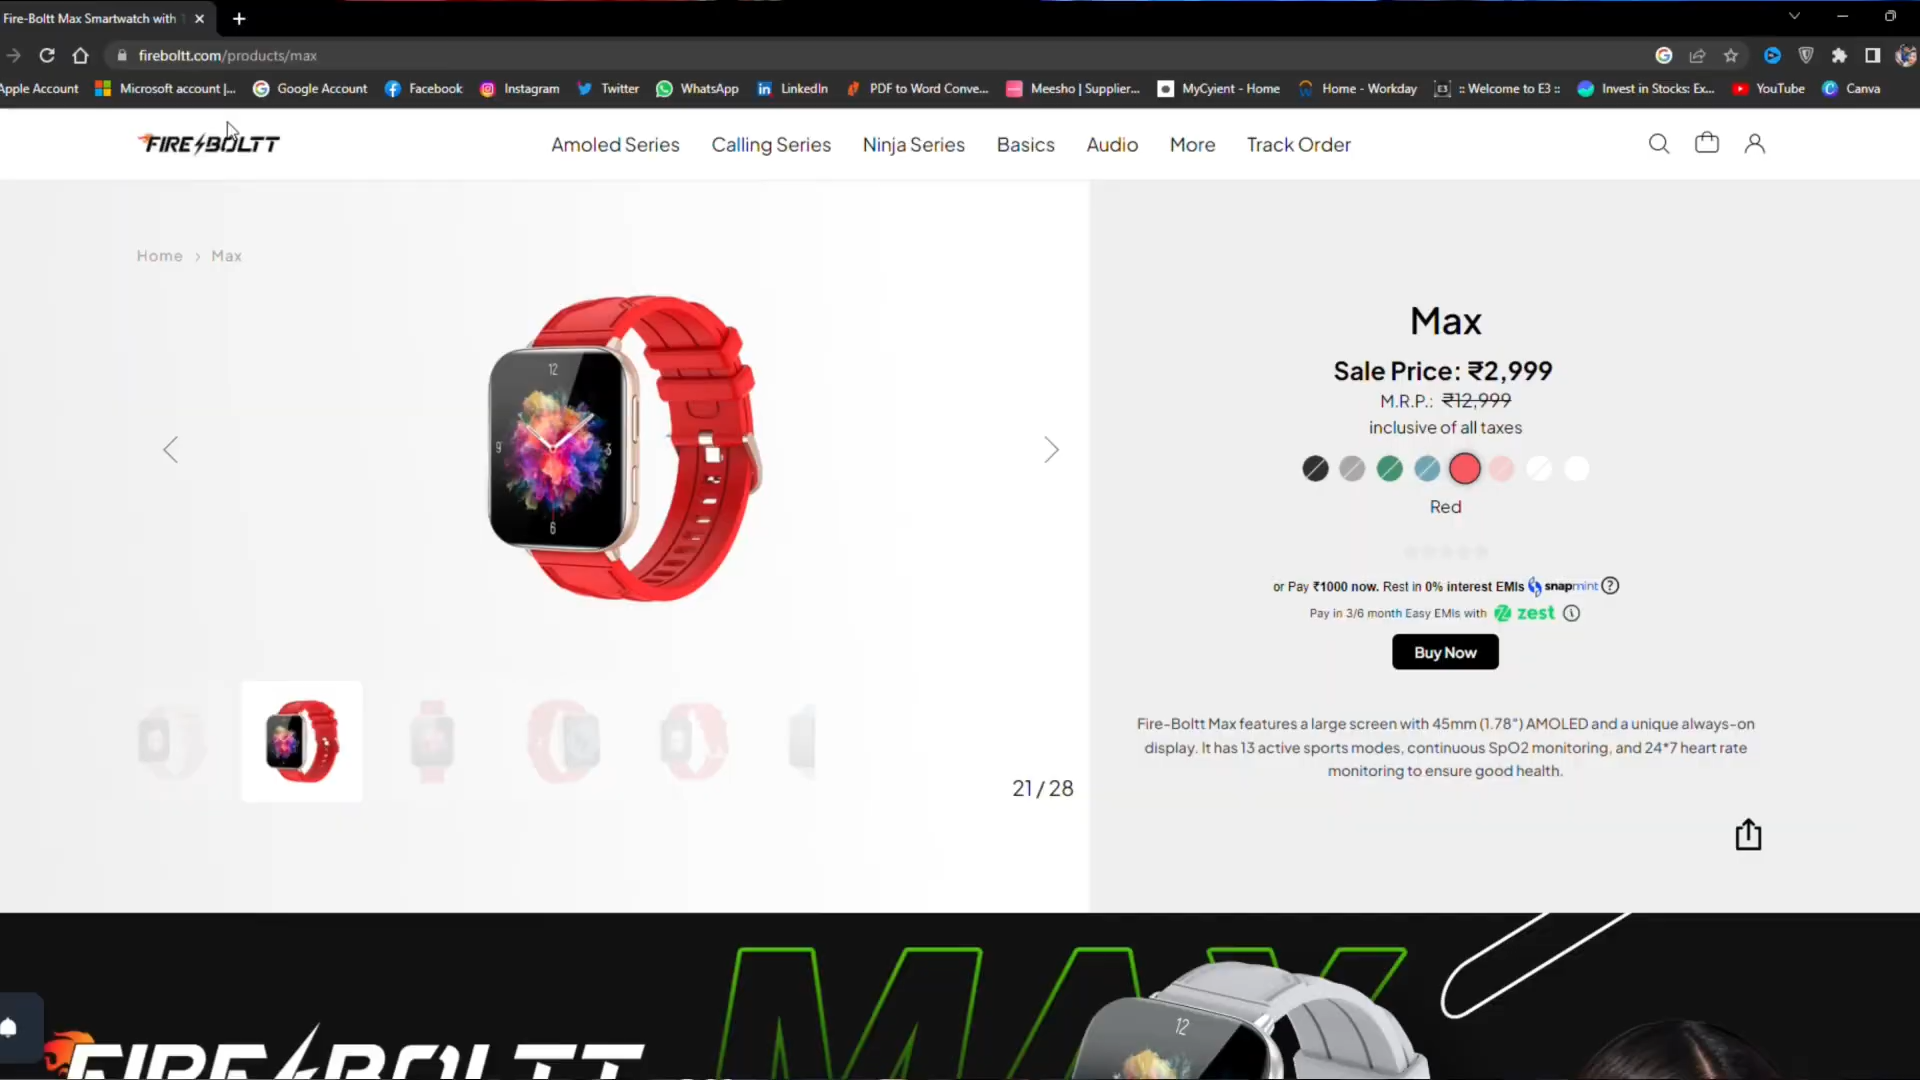 Fire-Boltt Max Smartwatch with
fireboltt.com/products/max
Apple Account Microsoft account |... Google Account Facebook Instagram Twitter WhatsApp LinkedIn PDF to Word Conve... Meesho | Supplier... MyCyient - Home Home - Workday E3 :: Welcome to E3 :: Invest in Stocks: Ex... YouTube Canva
FIRE BOLTT Amoled Series Calling Series Ninja Series Basics Audio More Track Order
Home > Max
12
3
6
9
21 / 28
Max
Sale Price: ₹2,999
M.R.P.: ₹12,999
inclusive of all taxes
Red
or Pay ₹1000 now. Rest in 0% interest EMIs snapmint ?
Pay in 3/6 month Easy EMIs with zest i
Buy Now
Fire-Boltt Max features a large screen with 45mm (1.78") AMOLED and a unique always-on
display. It has 13 active sports modes, continuous SpO2 monitoring, and 24*7 heart rate
monitoring to ensure good health.
MAX
12
FIRE BOLTT